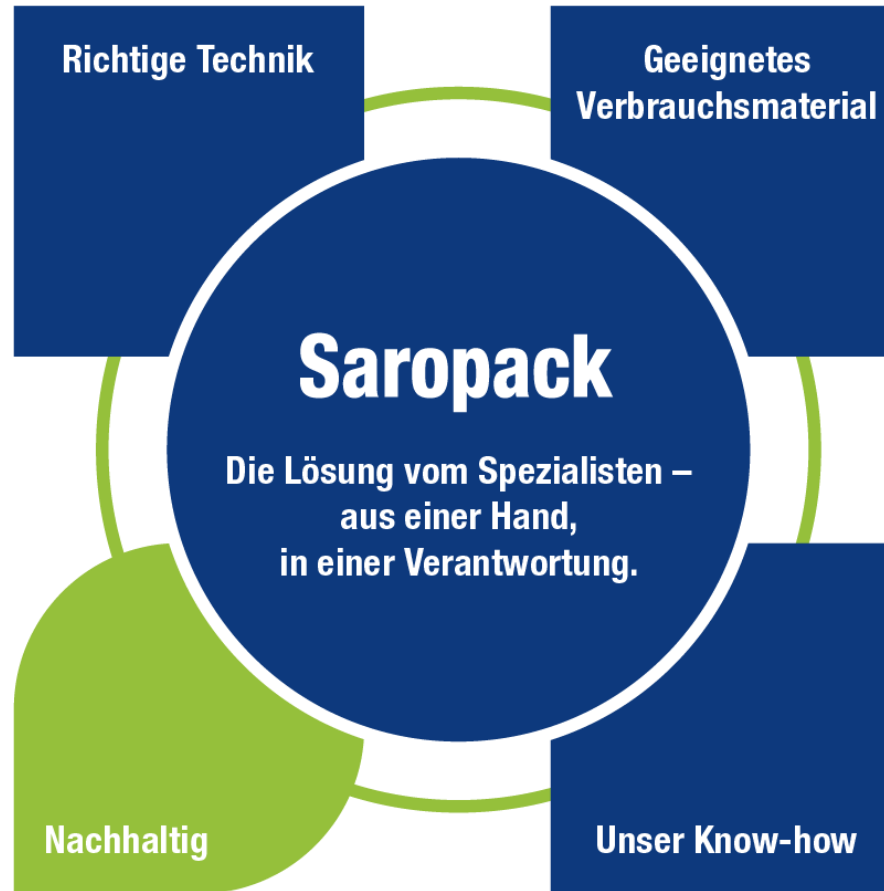 Richtige Technik
Geeignetes
Verbrauchsmaterial
Saropack
Die Lösung vom Spezialisten –
aus einer Hand,
in einer Verantwortung.
Nachhaltig
Unser Know-how